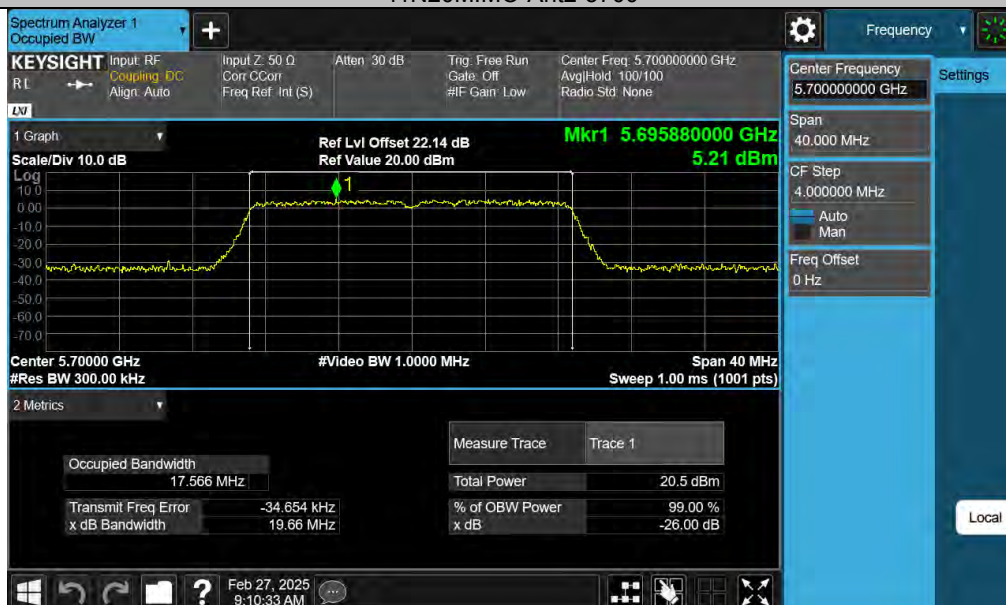 Spectrum Analyzer 1
Occupied BW
+
Frequency
KEYSIGHT
RL
LXI
Input: RF
Coupling: DC
Align: Auto
Input Z: 50 Ω
Corr CCorr
Freq Ref: Int (S)
Atten: 30 dB
Trig: Free Run
Gate: Off
#IF Gain: Low
Center Freq: 5.700000000 GHz
Avg|Hold: 100/100
Radio Std: None
1 Graph
Scale/Div 10.0 dB
Ref Lvl Offset 22.14 dB
Ref Value 20.00 dBm
Mkr1 5.695880000 GHz
5.21 dBm
Log
10.0
0.00
-10.0
-20.0
-30.0
-40.0
-50.0
-60.0
-70.0
1
Center 5.70000 GHz
#Res BW 300.00 kHz
#Video BW 1.0000 MHz
Span 40 MHz
Sweep 1.00 ms (1001 pts)
2 Metrics
Measure Trace Trace 1
Occupied Bandwidth
17.566 MHz
Total Power 20.5 dBm
Transmit Freq Error -34.654 kHz
x dB Bandwidth 19.66 MHz
% of OBW Power 99.00 %
x dB -26.00 dB
Center Frequency
5.700000000 GHz
Span
40.000 MHz
CF Step
4.000000 MHz
Auto
Man
Freq Offset
0 Hz
Settings
Local
?
Feb 27, 2025
9:10:33 AM